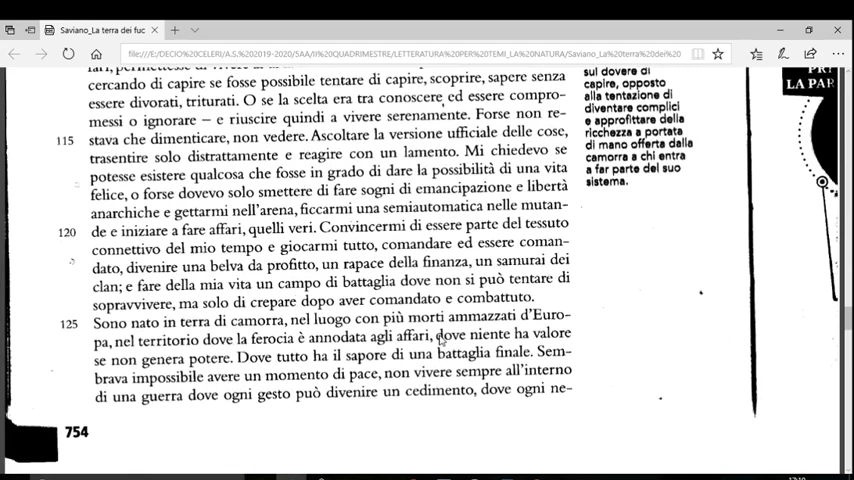 Saviano_La terra dei fuc
file:///E:/DECIO%20CELERI/A.S.%202019-2020/5AA/II%20QUADRIMESTRE/LETTERATURA%20PER%20TEMI_LA%20NATURA/Saviano_La%20terra%20dei%20
cercando di capire se fosse possibile tentare di capire, scoprire, sapere senza
essere divorati, triturati. O se la scelta era tra conoscere ed essere compro-
messi o ignorare – e riuscire quindi a vivere serenamente. Forse non re-
115 stava che dimenticare, non vedere. Ascoltare la versione ufficiale delle cose,
trasentire solo distrattamente e reagire con un lamento. Mi chiedevo se
potesse esistere qualcosa che fosse in grado di dare la possibilità di una vita
felice, o forse dovevo solo smettere di fare sogni di emancipazione e libertà
anarchiche e gettarmi nell'arena, ficcarmi una semiautomatica nelle mutan-
120 de e iniziare a fare affari, quelli veri. Convincermi di essere parte del tessuto
connettivo del mio tempo e giocarmi tutto, comandare ed essere coman-
dato, divenire una belva da profitto, un rapace della finanza, un samurai dei
clan; e fare della mia vita un campo di battaglia dove non si può tentare di
sopravvivere, ma solo di crepare dopo aver comandato e combattuto.
125 Sono nato in terra di camorra, nel luogo con più morti ammazzati d'Euro-
pa, nel territorio dove la ferocia è annodata agli affari, dove niente ha valore
se non genera potere. Dove tutto ha il sapore di una battaglia finale. Sem-
brava impossibile avere un momento di pace, non vivere sempre all'interno
di una guerra dove ogni gesto può divenire un cedimento, dove ogni ne-
754
sul dovere di
capire, opposto
alla tentazione di
diventare complici
e approfittare della
ricchezza a portata
di mano offerta dalla
camorra a chi entra
a far parte del suo
sistema.
LA PAR